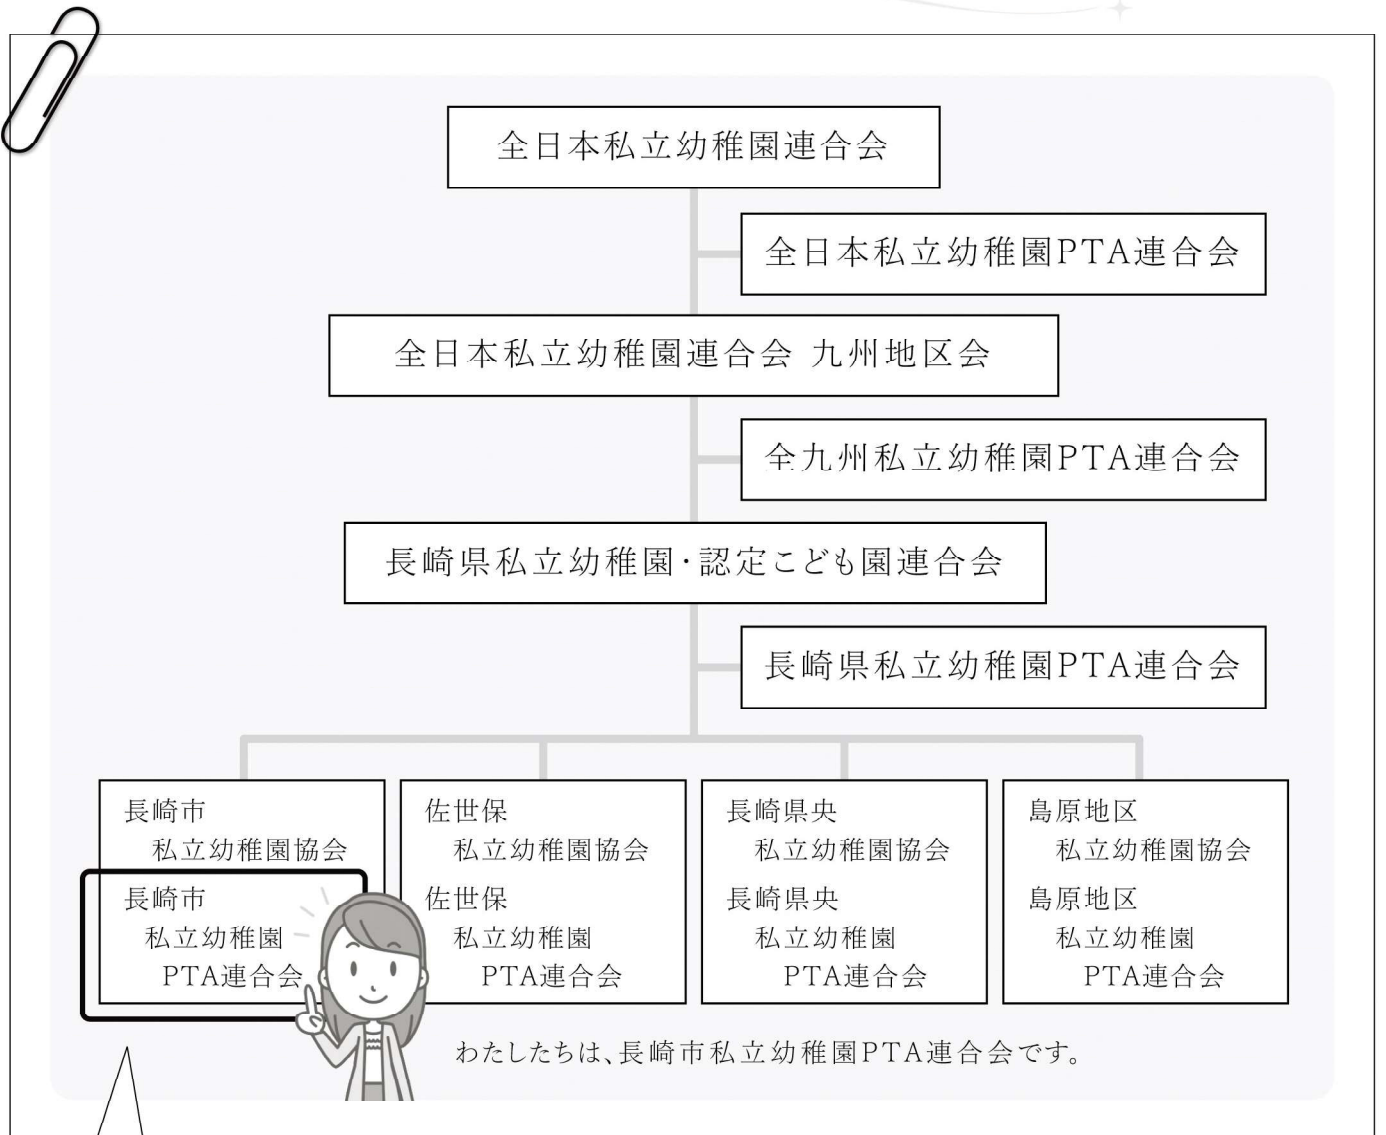 全日本私立幼稚園連合会
全日本私立幼稚園PTA連合会
全日本私立幼稚園連合会 九州地区会
全九州私立幼稚園PTA連合会
長崎県私立幼稚園・認定こども園連合会
長崎県私立幼稚園PTA連合会
長崎市
私立幼稚園協会
長崎市
私立幼稚園
PTA連合会
佐世保
私立幼稚園協会
佐世保
私立幼稚園
PTA連合会
長崎県央
私立幼稚園協会
長崎県央
私立幼稚園
PTA連合会
島原地区
私立幼稚園協会
島原地区
私立幼稚園
PTA連合会
わたしたちは、長崎市私立幼稚園PTA連合会です。